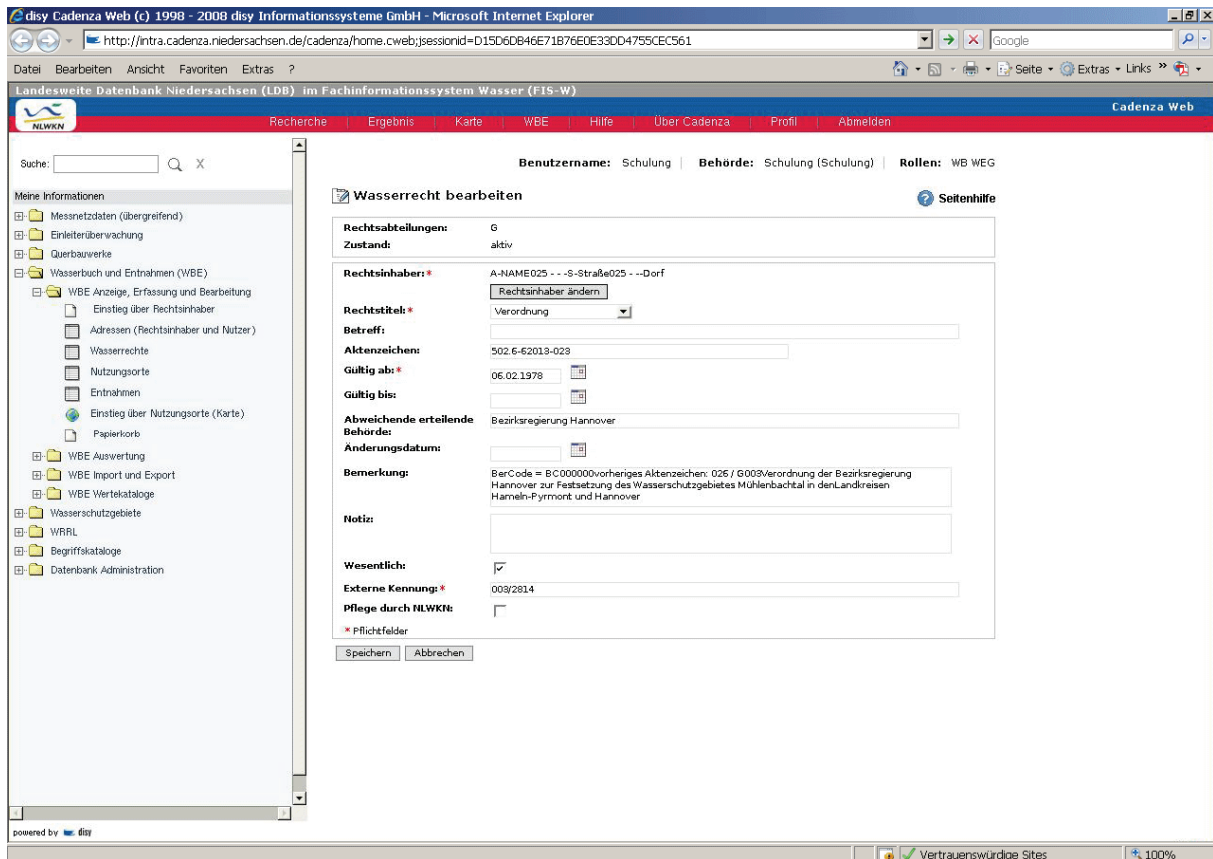 disy Cadenza Web (c) 1998 - 2008 disy Informationssysteme GmbH - Microsoft Internet Explorer
http://intra.cadenza.niedersachsen.de/cadenza/home.cweb;jsessionid=D15D6DB46E71B76E0E33DD4755CEC561
Google
Datei Bearbeiten Ansicht Favoriten Extras ?
Seite Extras Links »
Landesweite Datenbank Niedersachsen (LDB) im Fachinformationssystem Wasser (FIS-W)
Cadenza Web
NLWKN
Recherche | Ergebnis | Karte | WBE | Hilfe | Über Cadenza | Profil | Abmelden
Suche: X
Benutzername: Schulung | Behörde: Schulung (Schulung) | Rollen: WB WEG
Meine Informationen
Messnetzdaten (übergreifend)
Einleiterüberwachung
Querbauwerke
Wasserbuch und Entnahmen (WBE)
WBE Anzeige, Erfassung und Bearbeitung
Einstieg über Rechtsinhaber
Adressen (Rechtsinhaber und Nutzer)
Wasserrechte
Nutzungsorte
Entnahmen
Einstieg über Nutzungsorte (Karte)
Papierkorb
WBE Auswertung
WBE Import und Export
WBE Wertekataloge
Wasserschutzgebiete
WRRL
Begriffskataloge
Datenbank Administration
Wasserrecht bearbeiten
Seitenhilfe
Rechtsabteilungen: G
Zustand: aktiv
Rechtsinhaber:* A-NAME025 - - -S-Straße025 - --Dorf
Rechtsinhaber ändern
Rechtstitel:* Verordnung
Betreff:
Aktenzeichen: 502.6-62013-023
Gültig ab:* 06.02.1978
Gültig bis:
Abweichende erteilende Behörde: Bezirksregierung Hannover
Änderungsdatum:
Bemerkung: BerCode = BC000000vorheriges Aktenzeichen: 026 / G003Verordnung der Bezirksregierung
Hannover zur Festsetzung des Wasserschutzgebietes Mühlenbachtal in denLandkreisen
Hameln-Pyrmont und Hannover
Notiz:
Wesentlich:
Externe Kennung:* 003/2814
Pflege durch NLWKN:
* Pflichtfelder
Speichern Abbrechen
powered by disy
Vertrauenswürdige Sites
100%